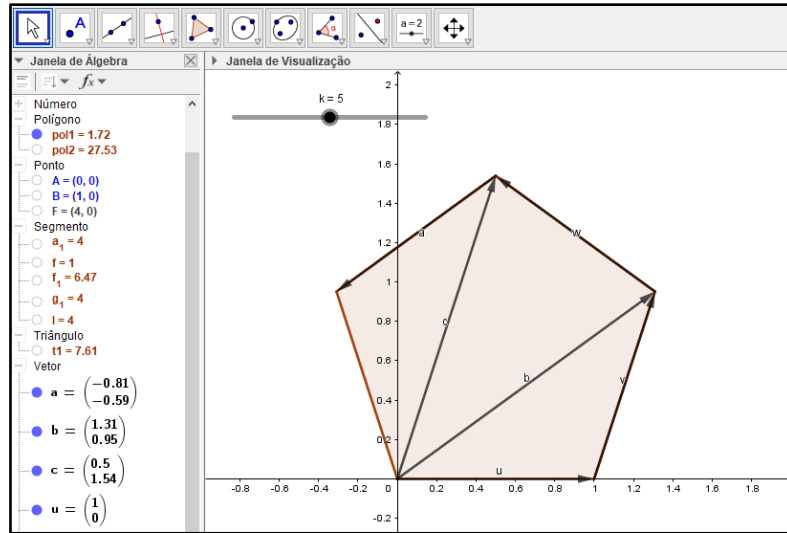 A
α
a=2
Janela de Álgebra
Janela de Visualização
fx
Número
Polígono
pol1 = 1.72
pol2 = 27.53
Ponto
A = (0, 0)
B = (1, 0)
F = (4, 0)
Segmento
a₁ = 4
f = 1
f₁ = 6.47
g₁ = 4
l = 4
Triângulo
t1 = 7.61
Vetor
a = (−0.81
−0.59)
b = (1.31
0.95)
c = (0.5
1.54)
u = (1
0)
k = 5
2
1.8
1.6
1.4
1.2
1
0.8
0.6
0.4
0.2
-0.2
a
w
c
b
v
u
-0.8 -0.6 -0.4 -0.2 0 0.2 0.4 0.6 0.8 1 1.2 1.4 1.6 1.8